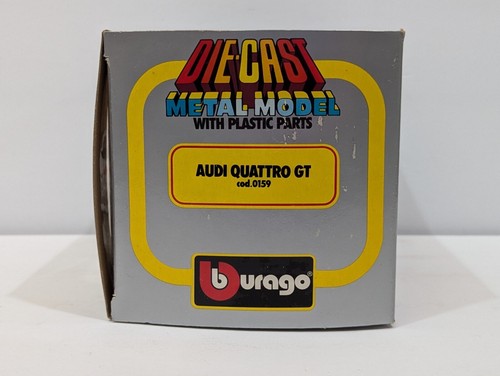 DIE-CAST
METAL MODEL
WITH PLASTIC PARTS
AUDI QUATTRO GT
cod.0159
burago®